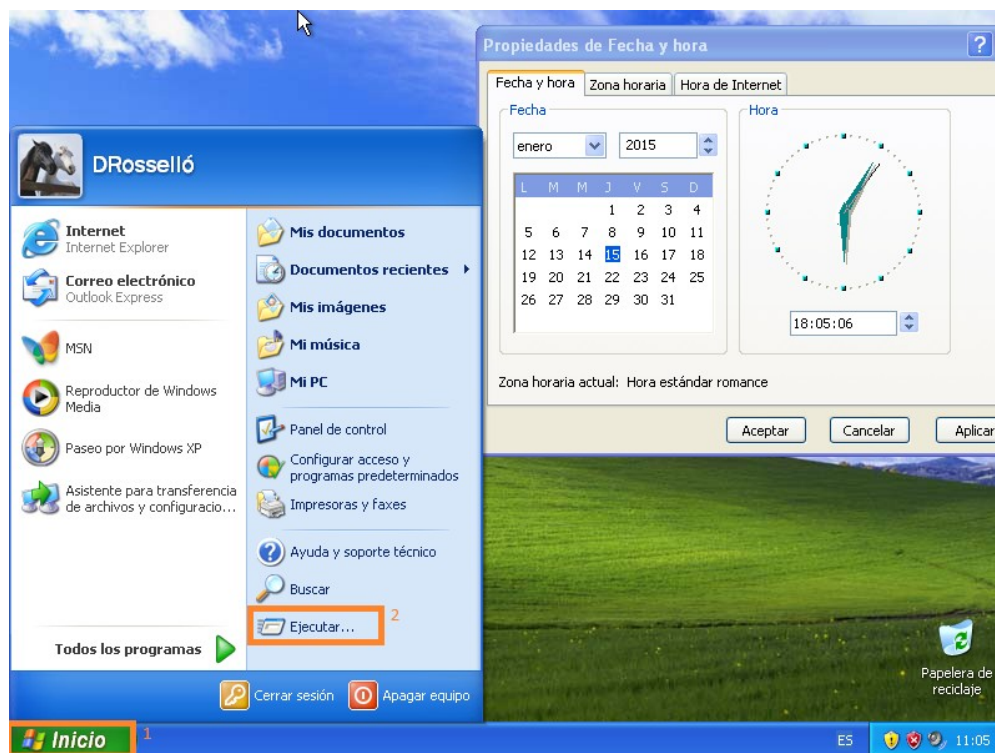 Propiedades de Fecha y hora
?
Fecha y hora
Zona horaria
Hora de Internet
Fecha
enero
2015
L M M J V S D
1 2 3 4
5 6 7 8 9 10 11
12 13 14 15 16 17 18
19 20 21 22 23 24 25
26 27 28 29 30 31
Hora
18:05:06
Zona horaria actual: Hora estándar romance
Aceptar
Cancelar
Aplicar
DRosselló
Internet
Internet Explorer
Correo electrónico
Outlook Express
MSN
Reproductor de Windows
Media
Paseo por Windows XP
Asistente para transferencia
de archivos y configuracio...
Todos los programas
Mis documentos
Documentos recientes
Mis imágenes
Mi música
Mi PC
Panel de control
Configurar acceso y
programas predeterminados
Impresoras y faxes
Ayuda y soporte técnico
Buscar
Ejecutar...
2
Cerrar sesión
Apagar equipo
Papelera de
reciclaje
Inicio
1
ES
11:05